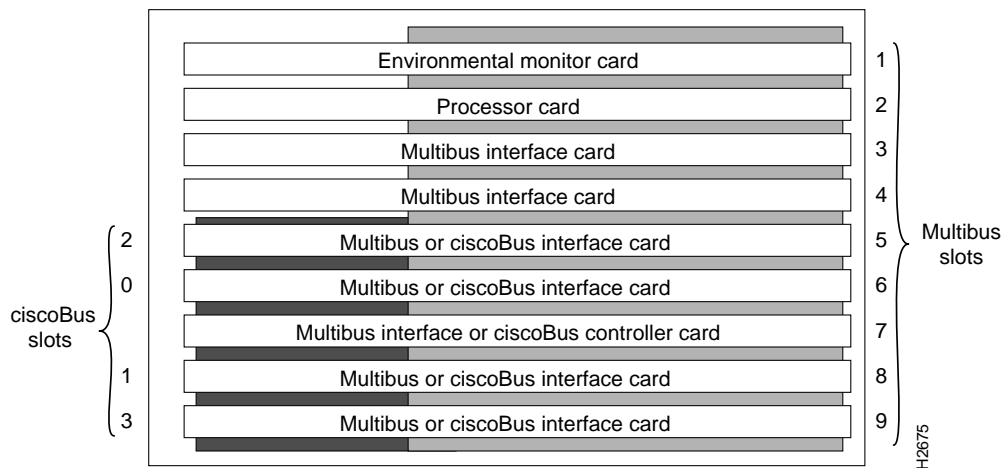 Environmental monitor card 1
Processor card 2
Multibus interface card 3
Multibus interface card 4
2 Multibus or ciscoBus interface card 5
0 Multibus or ciscoBus interface card 6
Multibus interface or ciscoBus controller card 7
1 Multibus or ciscoBus interface card 8
3 Multibus or ciscoBus interface card 9
ciscoBus
slots
Multibus
slots
H2675